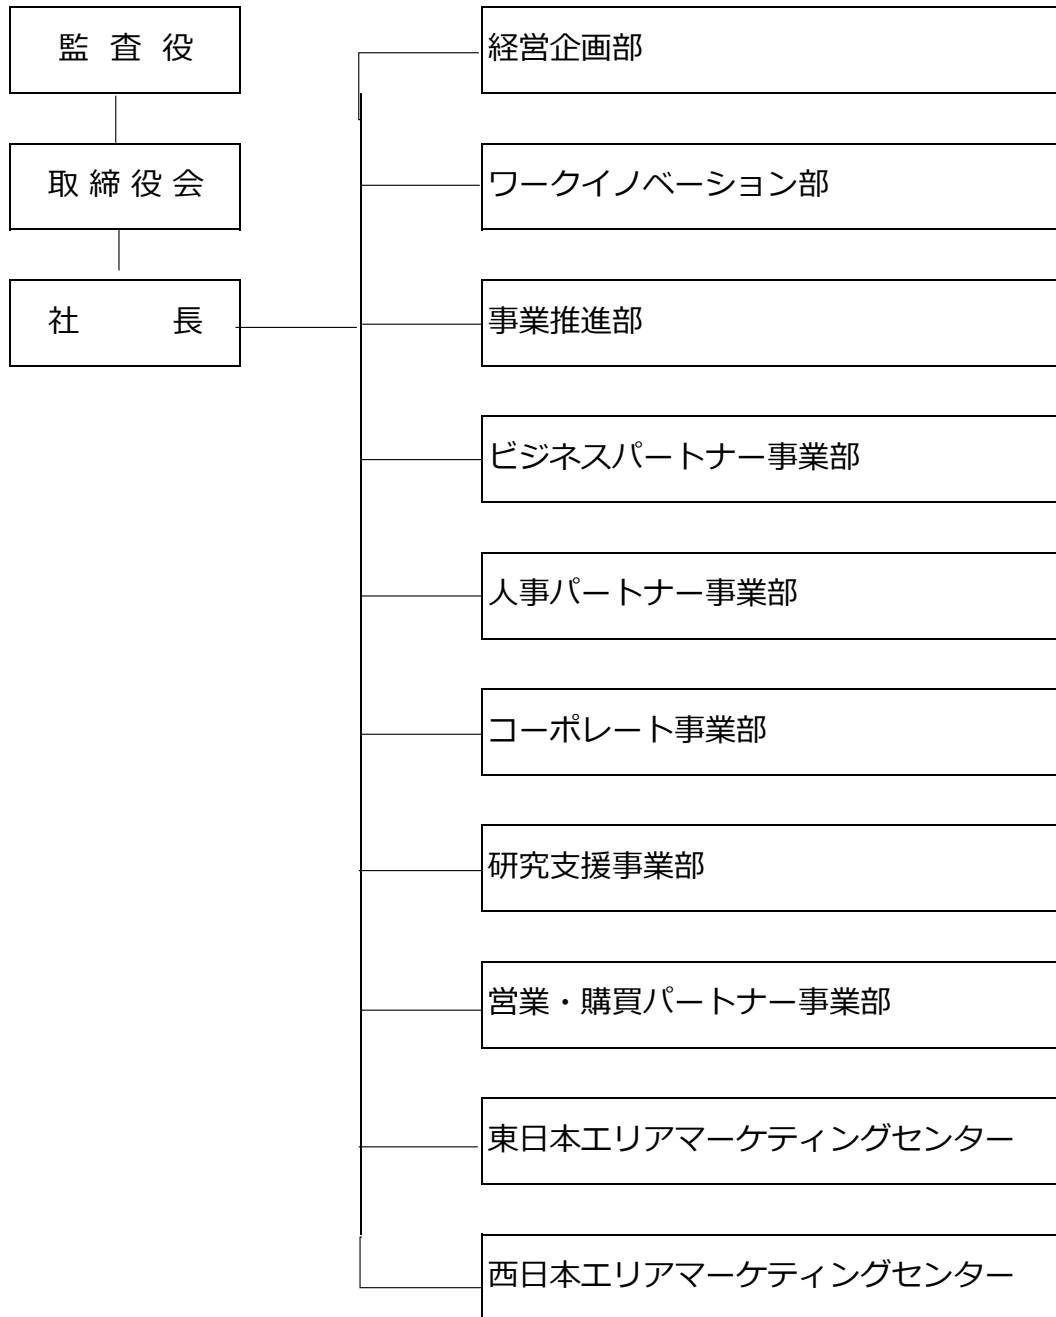 監 査 役
取 締 役 会
社 長
経営企画部
ワークイノベーション部
事業推進部
ビジネスパートナー事業部
人事パートナー事業部
コーポレート事業部
研究支援事業部
営業・購買パートナー事業部
東日本エリアマーケティングセンター
西日本エリアマーケティングセンター